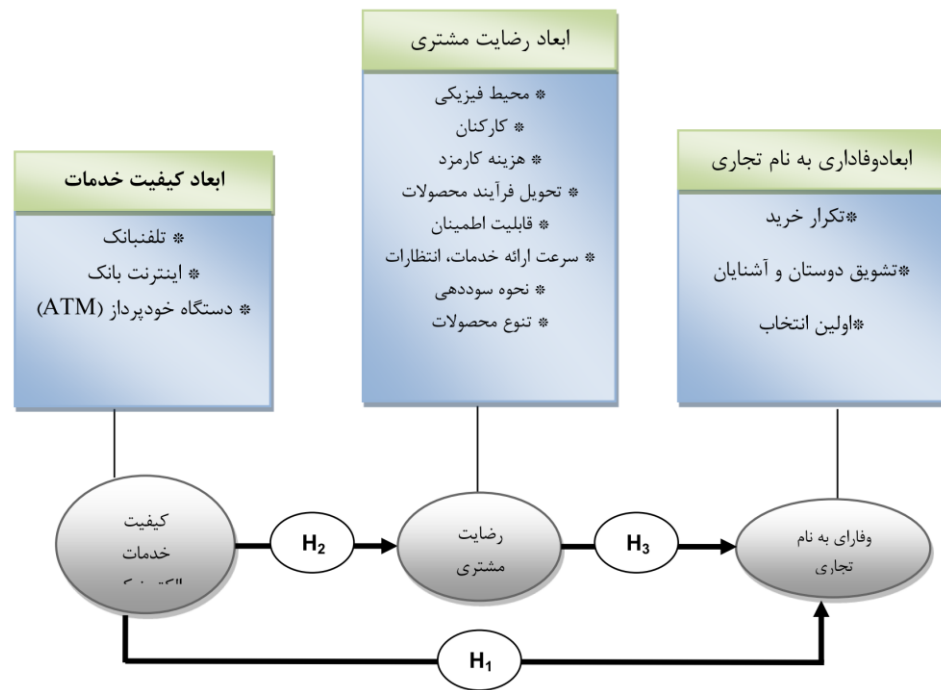 ابعاد رضایت مشتری
* محیط فیزیکی
* کارکنان
* هزینه کارمزد
* تحویل فرآیند محصولات
* قابلیت اطمینان
* سرعت ارائه خدمات، انتظارات
* نحوه سوددهی
* تنوع محصولات
ابعادوفاداری به نام تجاری
*تکرار خرید
*تشویق دوستان و آشنایان
*اولین انتخاب
ابعاد کیفیت خدمات
* تلفنبانک
* اینترنت بانک
* دستگاه خودپرداز (ATM)
کیفیت
خدمات
H2
رضایت
مشتری
H3
وفارای به نام
تجاری
H1